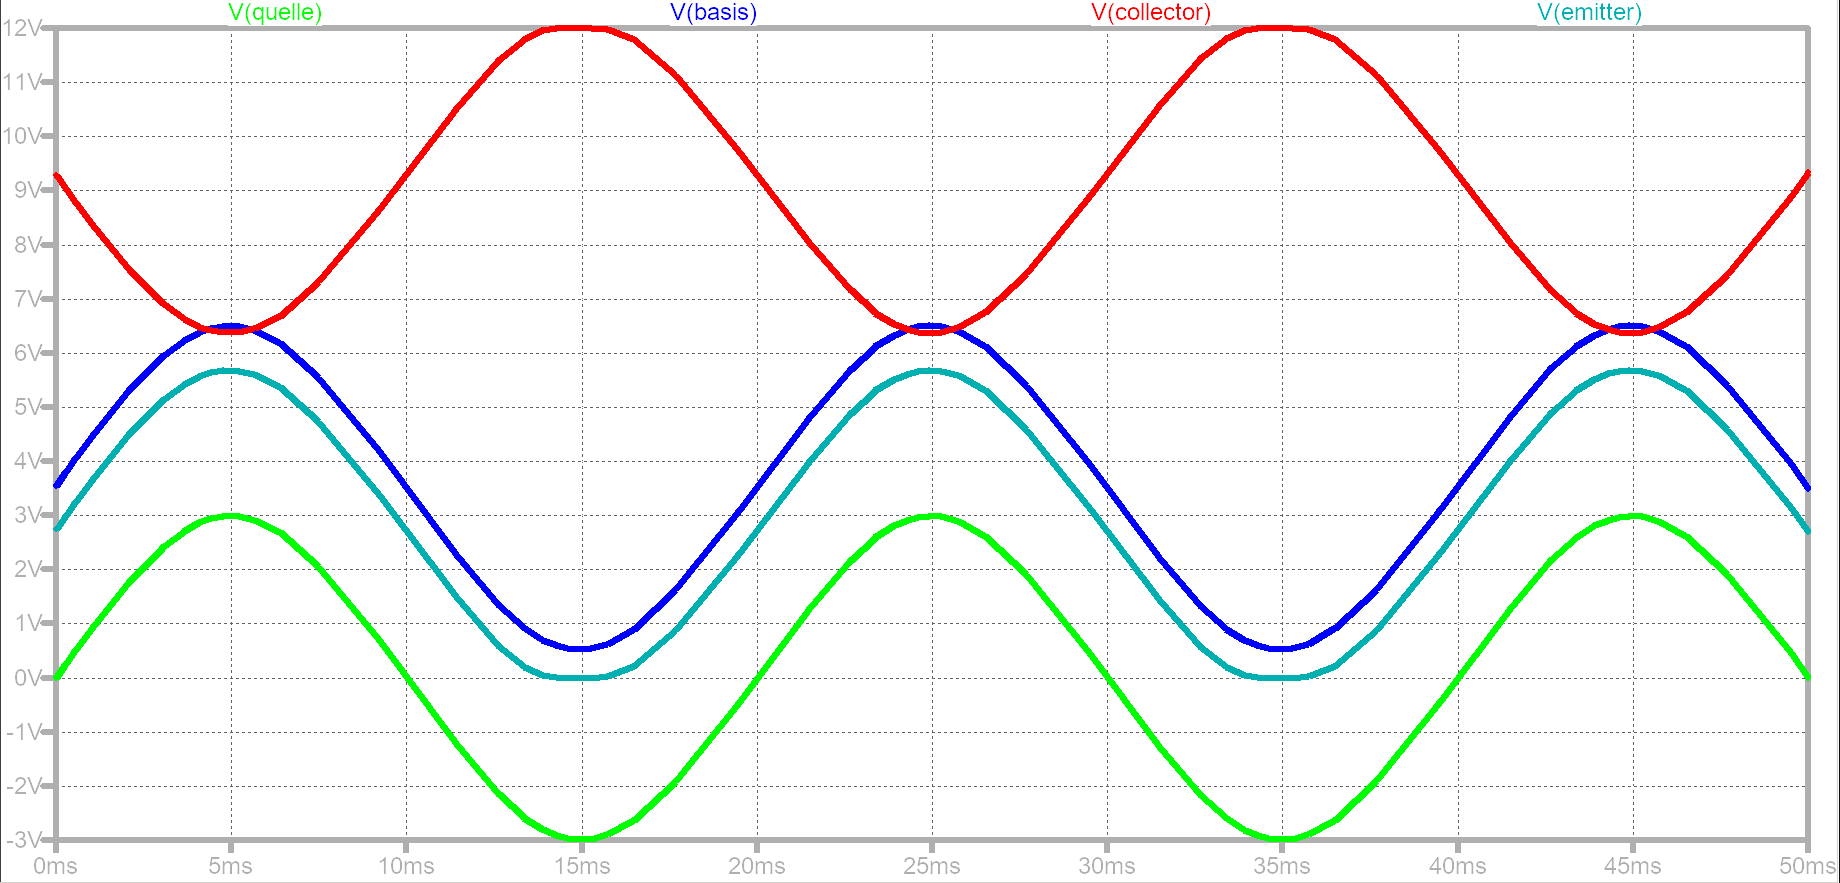 V(quelle) V(basis) V(collector) V(emitter)
12V
11V
10V
9V
8V
7V
6V
5V
4V
3V
2V
1V
0V
-1V
-2V
-3V
0ms 5ms 10ms 15ms 20ms 25ms 30ms 35ms 40ms 45ms 50ms